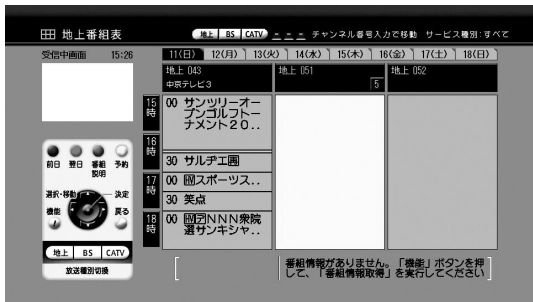 地上番組表
地上 BS CATV _ _ _ チャンネル番号入力で移動 サービス種別:すべて
受信中画面 15:26
11(日) 12(月) 13(火) 14(水) 15(木) 16(金) 17(土) 18(日)
地上 043 地上 051 地上 052
中京テレビ3 5
15時 00 サンツリーオー
プンゴルフトー
ナメント20..
16時
30 サルヂエ画
17時 00 Wスポーツス..
30 笑点
18時 00 WアNNN衆院
選サンキシャ..
前日 翌日 番組説明 予約
選択・移動 決定
機能 戻る
地上 BS CATV
放送種別切換
番組情報がありません。「機能」ボタンを押
して、「番組情報取得」を実行してください